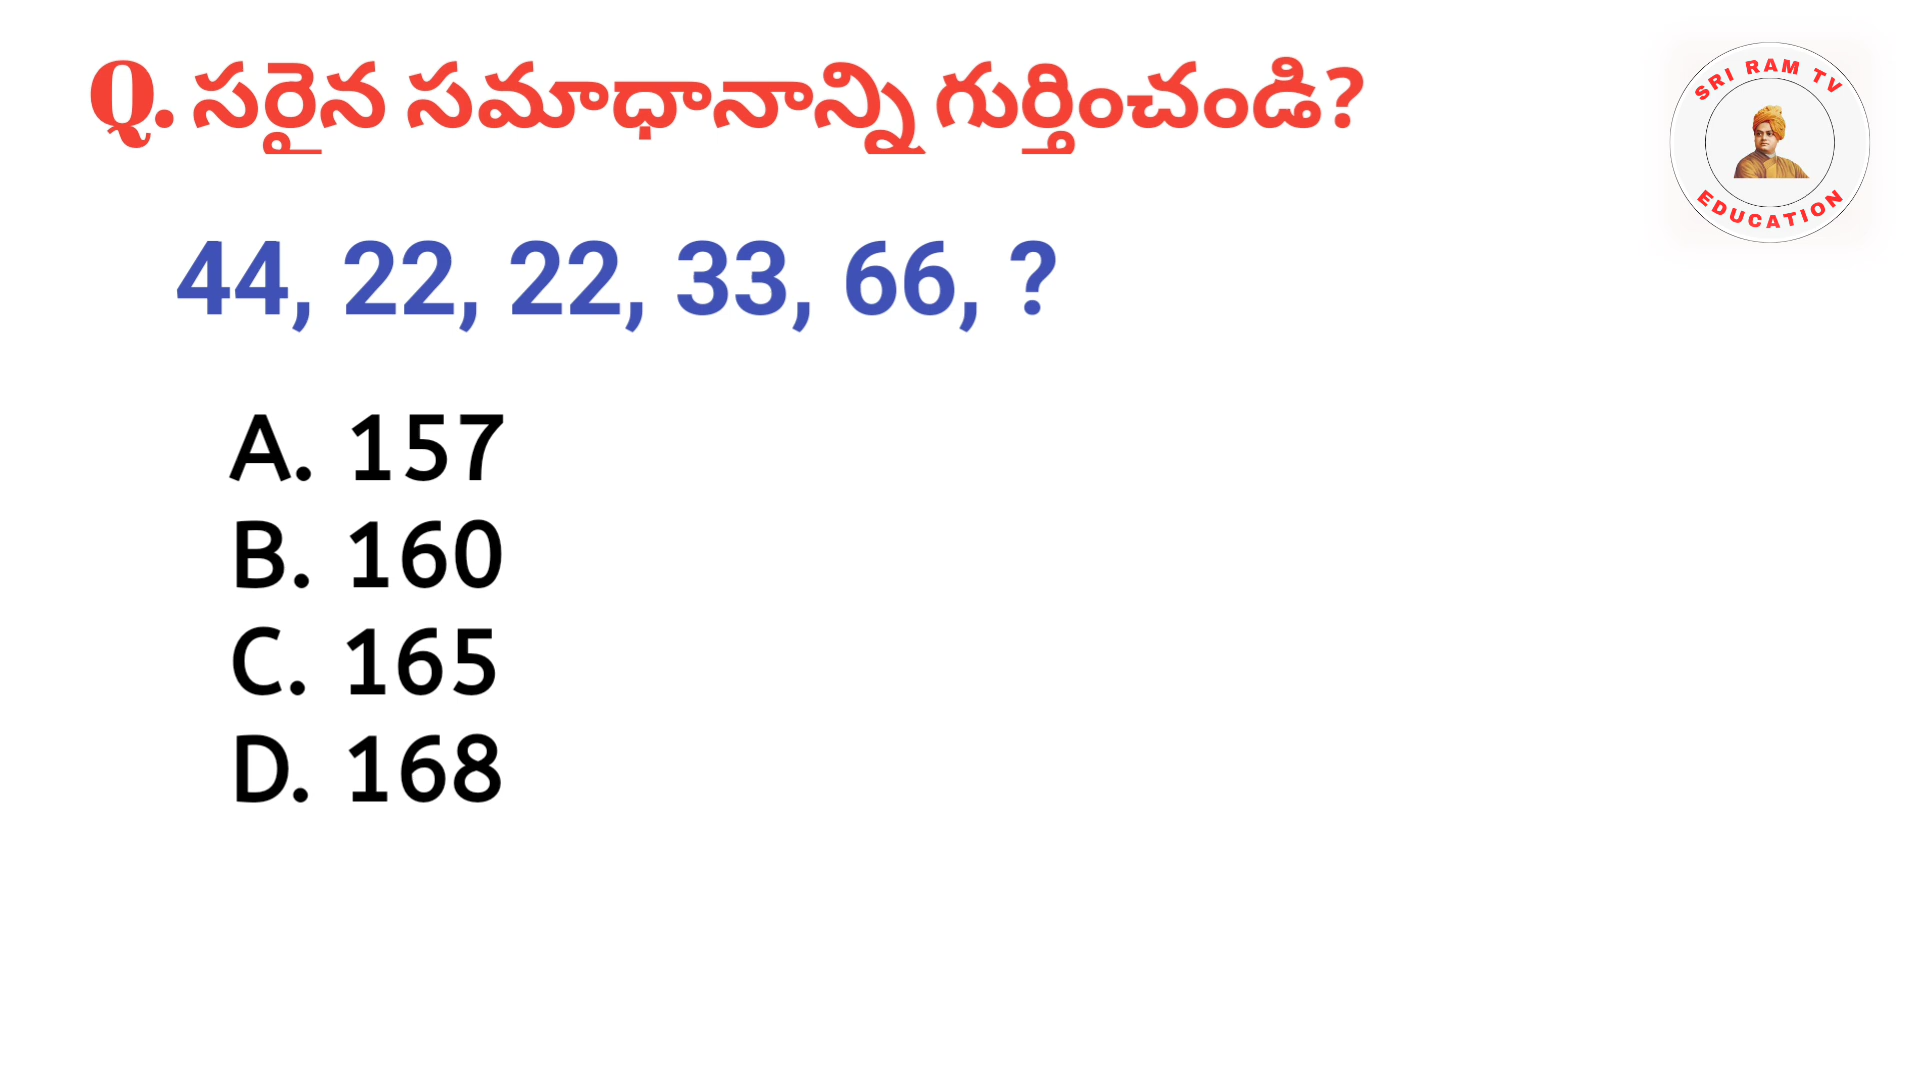 Q. సరైన సమాధానాన్ని గుర్తించండి?
SRI RAM TV
EDUCATION
44, 22, 22, 33, 66, ?
A. 157
B. 160
C. 165
D. 168